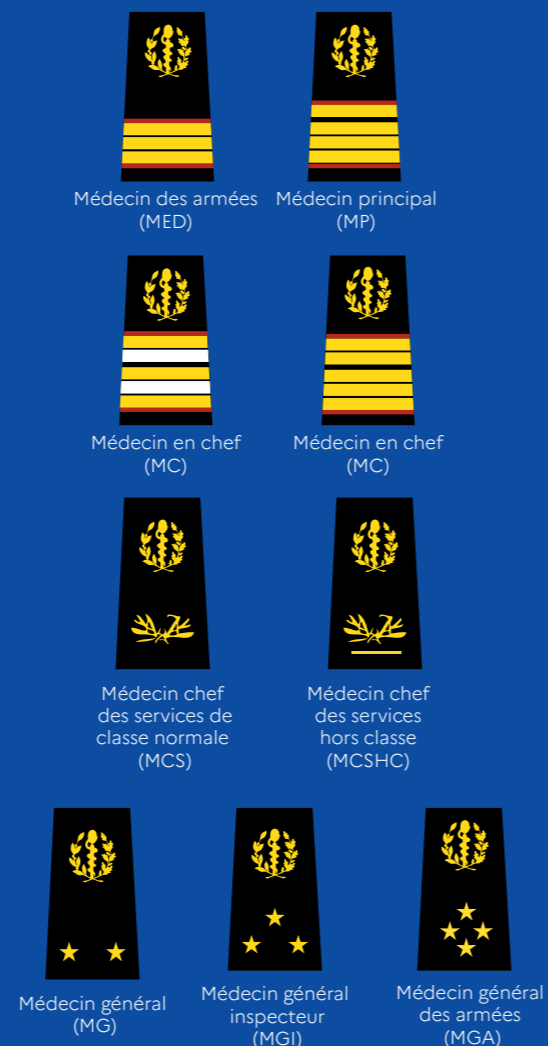 Médecin des armées
(MED)
Médecin principal
(MP)
Médecin en chef
(MC)
Médecin en chef
(MC)
Médecin chef
des services de
classe normale
(MCS)
Médecin chef
des services
hors classe
(MCSHC)
Médecin général
(MG)
Médecin général
inspecteur
(MGI)
Médecin général
des armées
(MGA)